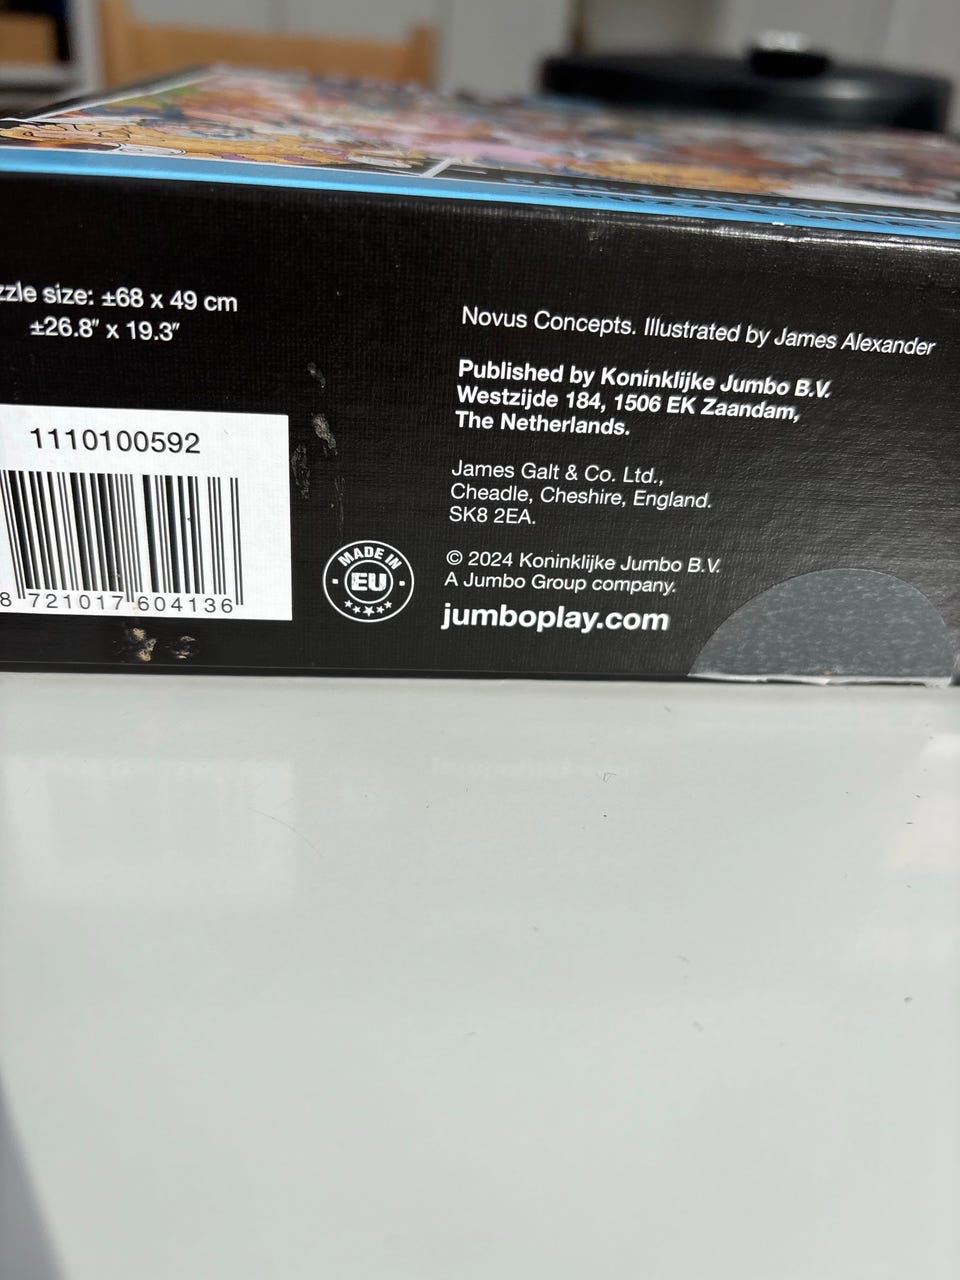 size: ±68 x 49 cm
±26.8" x 19.3"
1110100592
8 721017 604136
MADE IN
EU
Novus Concepts. Illustrated by James Alexander
Published by Koninklijke Jumbo B.V.
Westzijde 184, 1506 EK Zaandam,
The Netherlands.
James Galt & Co. Ltd.,
Cheadle, Cheshire, England.
SK8 2EA.
© 2024 Koninklijke Jumbo B.V.
A Jumbo Group company.
jumboplay.com